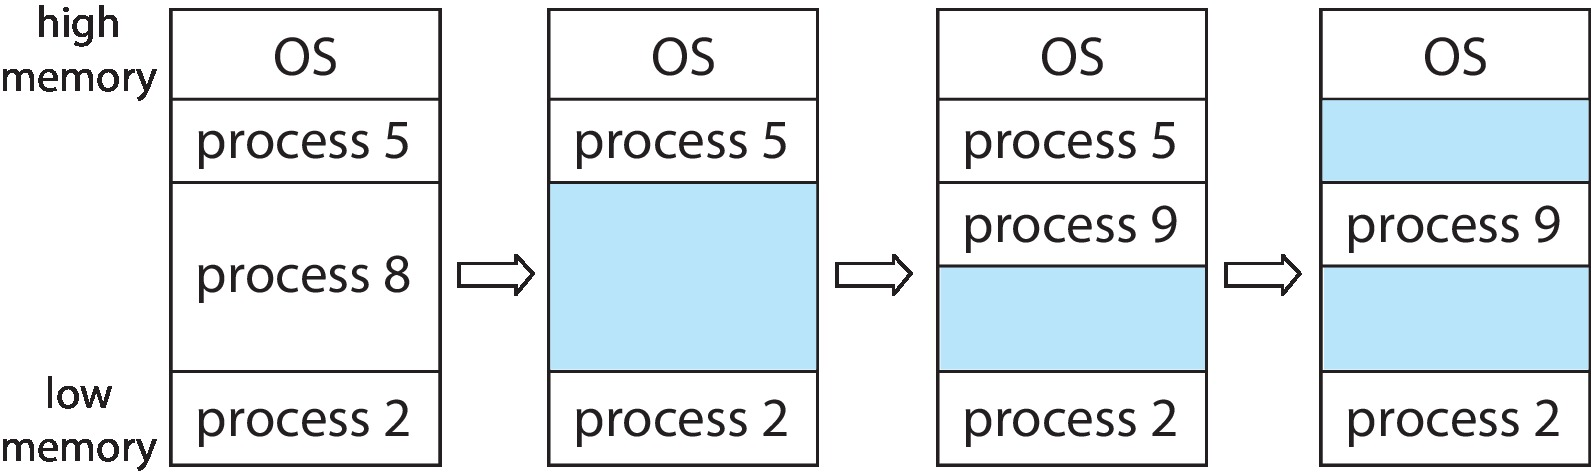 high
memory
OS
process 5
process 8
process 2
low
memory
OS
process 5
process 2
OS
process 5
process 9
process 2
OS
process 9
process 2